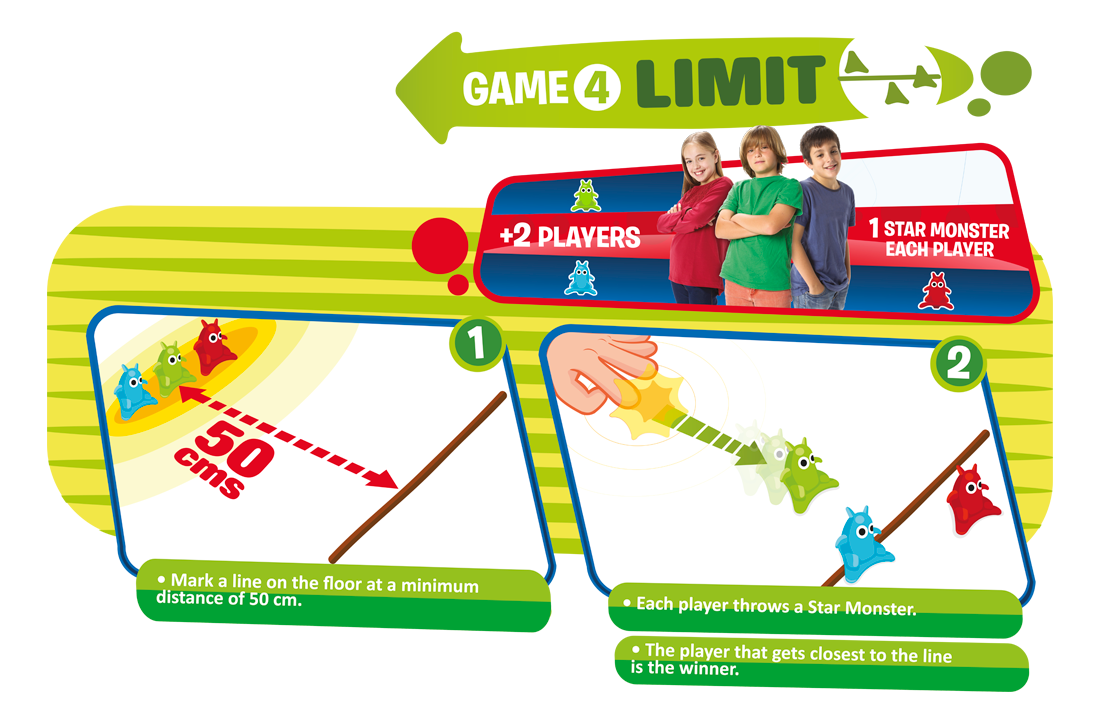 GAME 4 LIMIT
+2 PLAYERS
1 STAR MONSTER
EACH PLAYER
1
50
cms
• Mark a line on the floor at a minimum
distance of 50 cm.
2
• Each player throws a Star Monster.
• The player that gets closest to the line
is the winner.